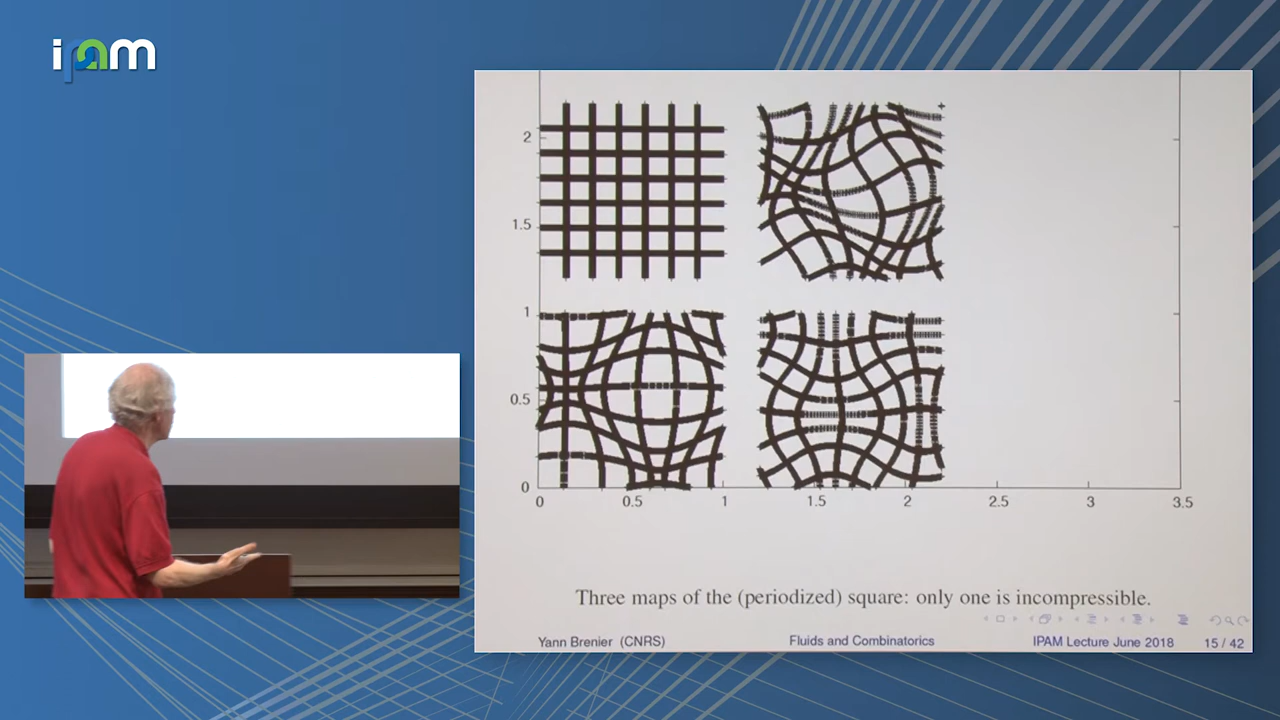 ipam
2
1.5
1
0.5
0
0 0.5 1 1.5 2 2.5 3 3.5
Three maps of the (periodized) square: only one is incompressible.
Yann Brenier (CNRS) Fluids and Combinatorics IPAM Lecture June 2018 15 / 42